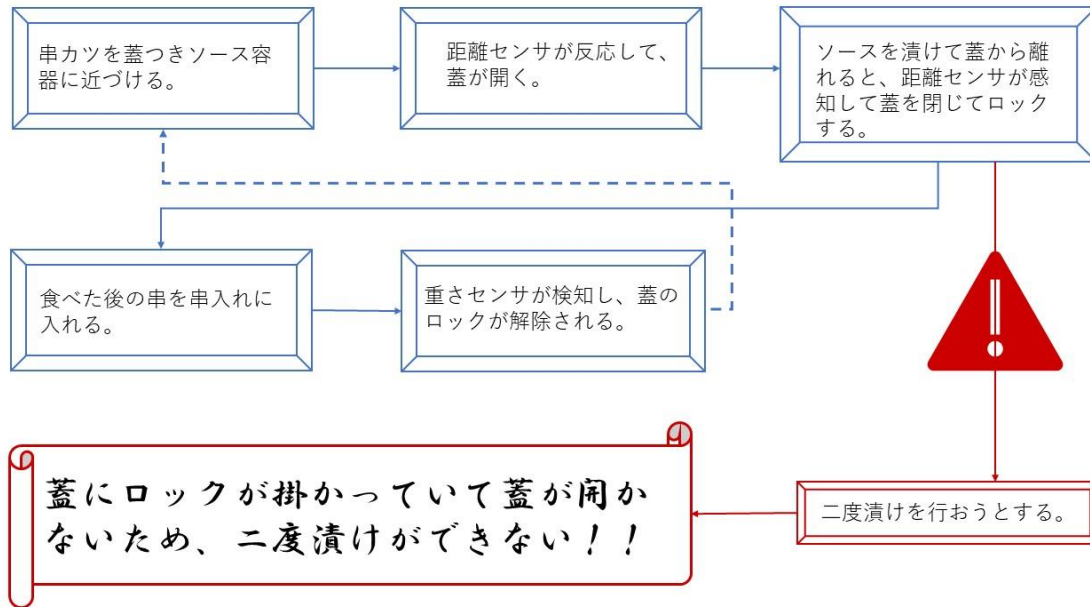 串カツを蓋つきソース容
器に近づける。
距離センサが反応して、
蓋が開く。
ソースを漬けて蓋から離
れると、距離センサが感
知して蓋を閉じてロック
する。
食べた後の串を串入れに
入れる。
重さセンサが検知し、蓋の
ロックが解除される。
二度漬けを行おうとする。
蓋にロックが掛かっていて蓋が開か
ないため、二度漬けができない！！